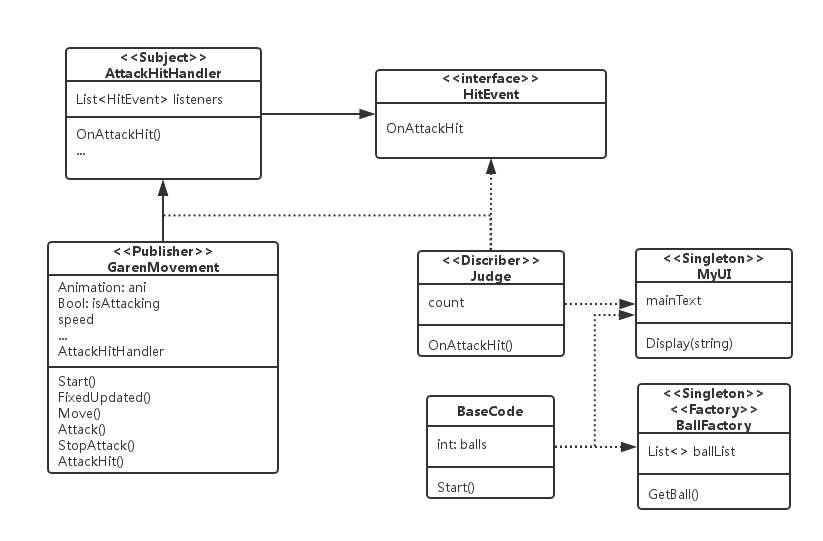 <<Subject>>
AttackHitHandler
List<HitEvent> listeners
OnAttackHit()
...
<<interface>>
HitEvent
OnAttackHit
<<Publisher>>
GarenMovement
Animation: ani
Bool: isAttacking
speed
...
AttackHitHandler
Start()
FixedUpdated()
Move()
Attack()
StopAttack()
AttackHit()
<<Discriber>>
Judge
count
OnAttackHit()
<<Singleton>>
MyUI
mainText
Display(string)
BaseCode
int: balls
Start()
<<Singleton>>
<<Factory>>
BallFactory
List<> ballList
GetBall()